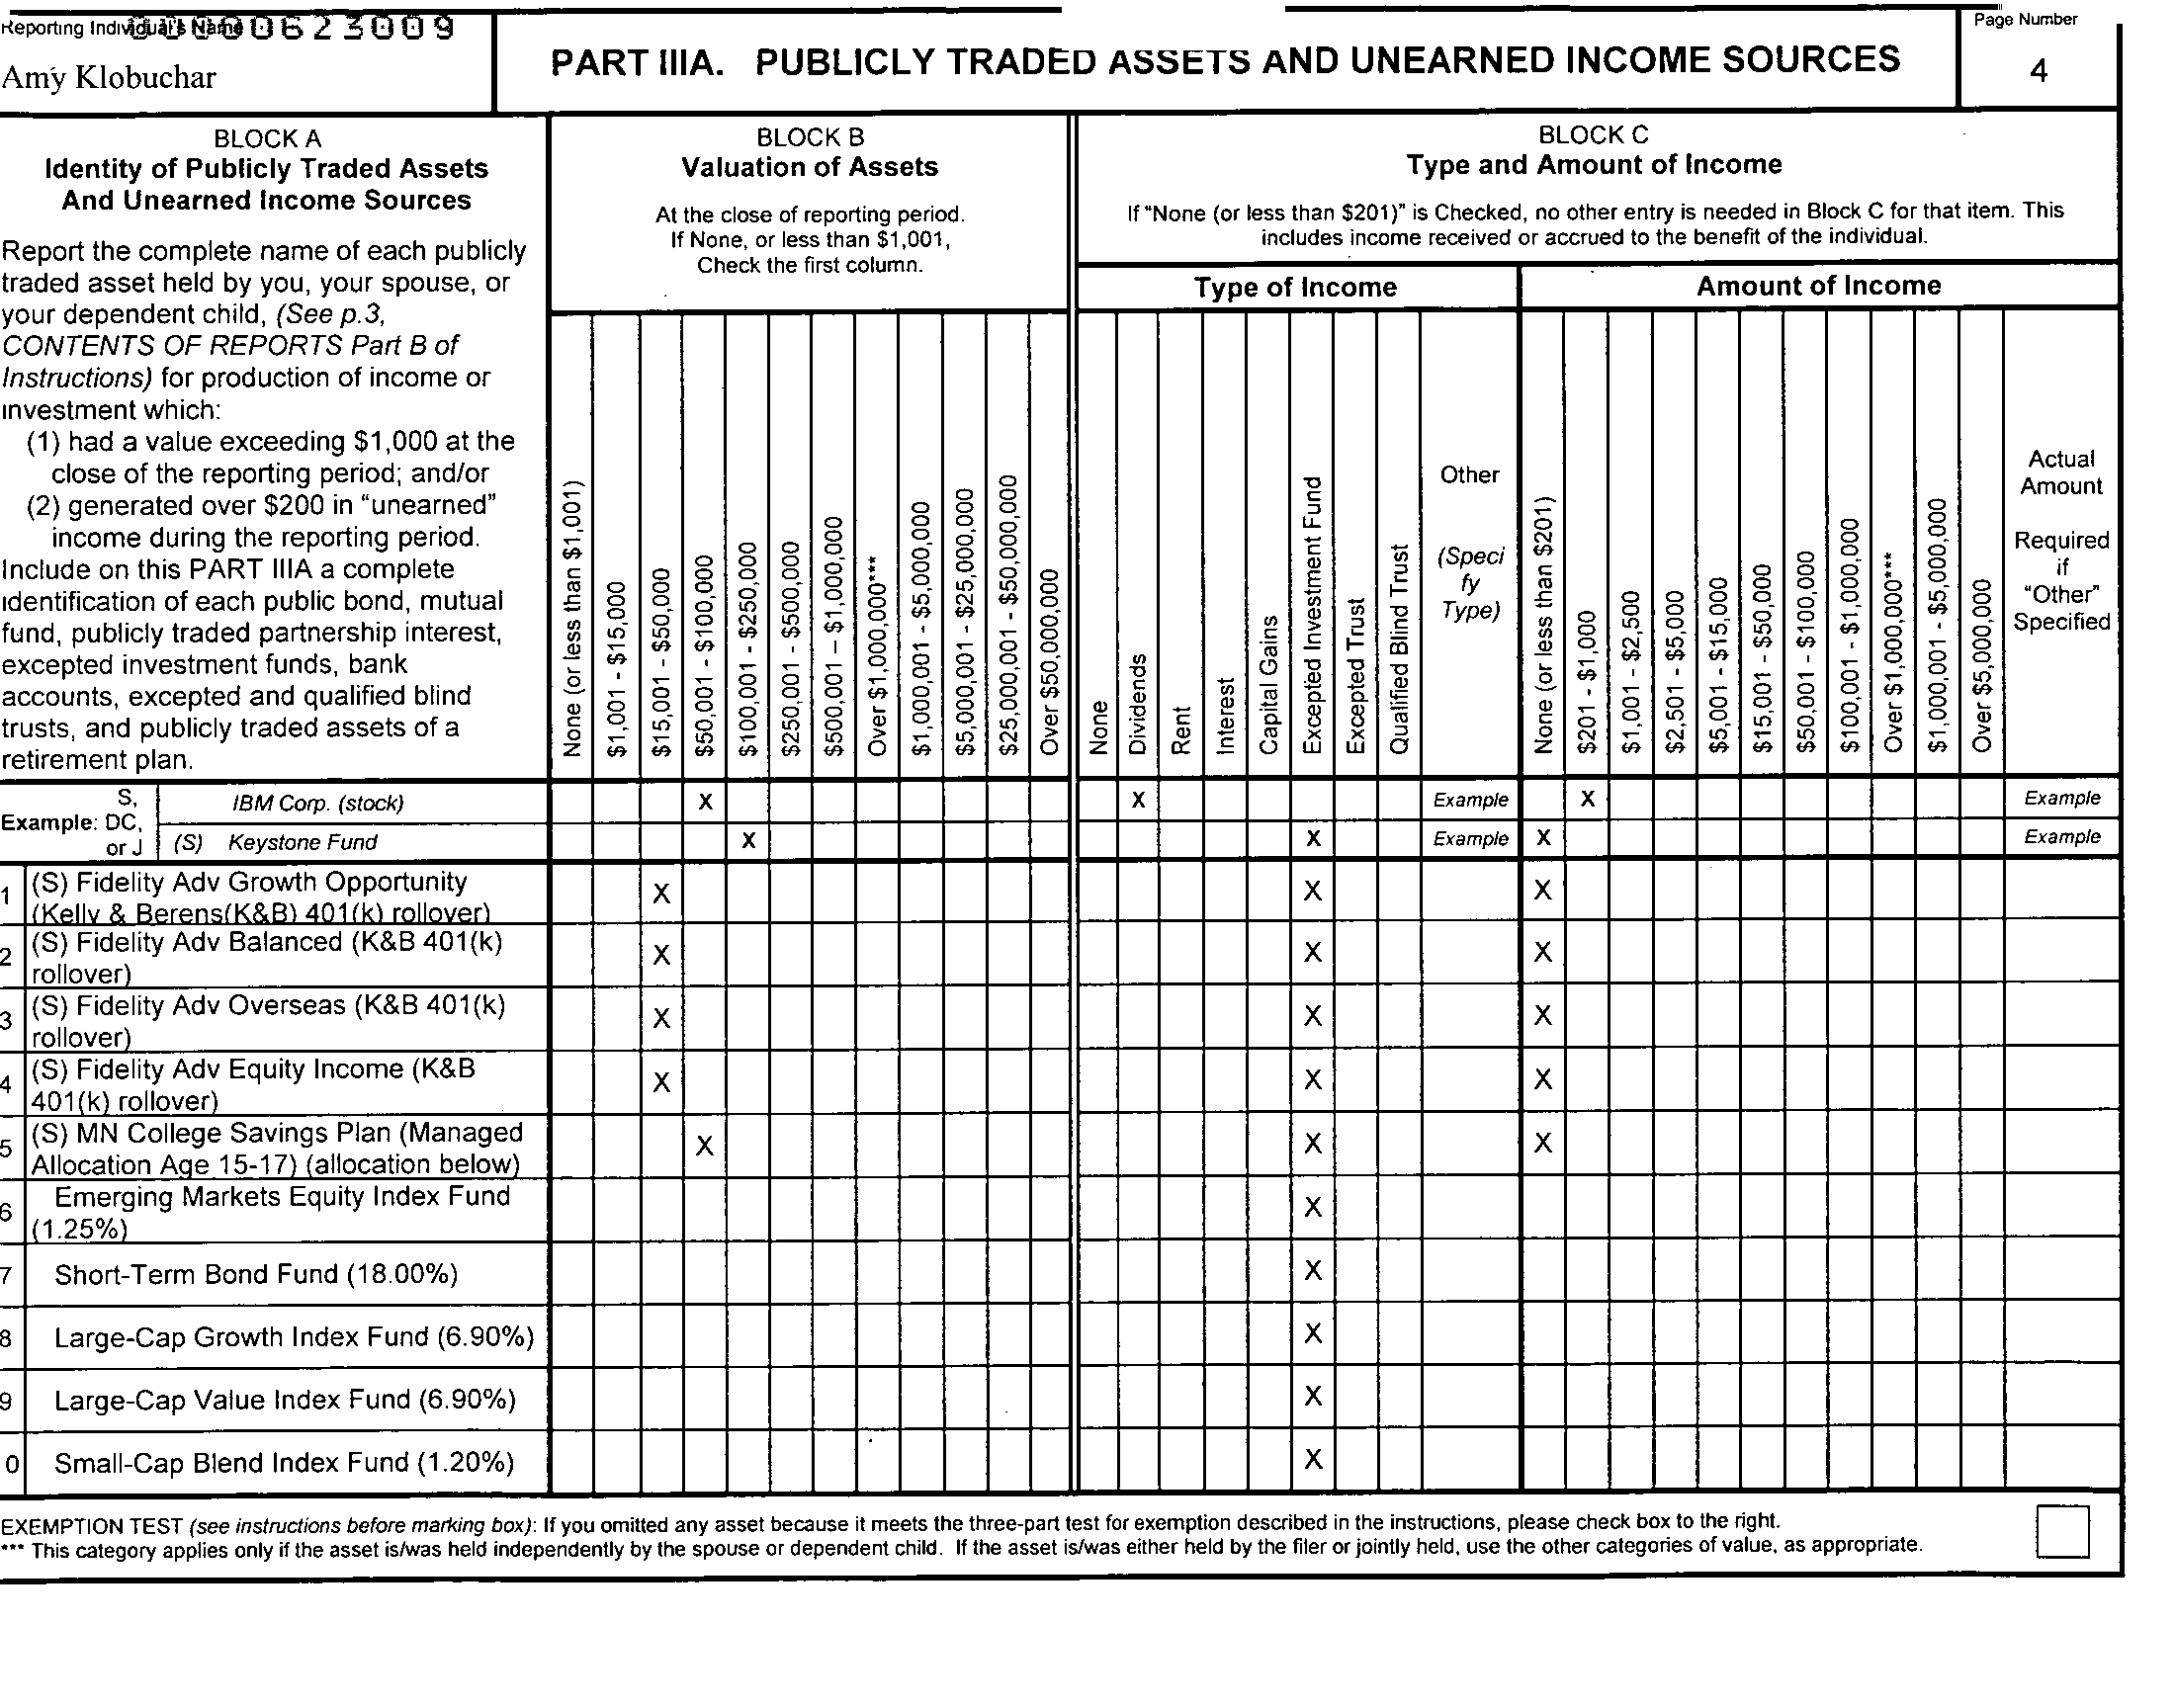 Reporting Individual's Name
00000623009
Amy Klobuchar
PART IIIA. PUBLICLY TRADED ASSETS AND UNEARNED INCOME SOURCES
Page Number
4
BLOCK A
Identity of Publicly Traded Assets
And Unearned Income Sources
Report the complete name of each publicly
traded asset held by you, your spouse, or
your dependent child, (See p.3,
CONTENTS OF REPORTS Part B of
Instructions) for production of income or
investment which:
(1) had a value exceeding $1,000 at the
close of the reporting period; and/or
(2) generated over $200 in "unearned"
income during the reporting period.
Include on this PART IIIA a complete
identification of each public bond, mutual
fund, publicly traded partnership interest,
excepted investment funds, bank
accounts, excepted and qualified blind
trusts, and publicly traded assets of a
retirement plan.
BLOCK B
Valuation of Assets
At the close of reporting period.
If None, or less than $1,001,
Check the first column.
None (or less than $1,001)
$1,001 - $15,000
$15,001 - $50,000
$50,001 - $100,000
$100,001 - $250,000
$250,001 - $500,000
$500,001 – $1,000,000
Over $1,000,000***
$1,000,001 - $5,000,000
$5,000,001 - $25,000,000
$25,000,001 - $50,000,000
Over $50,000,000
BLOCK C
Type and Amount of Income
If "None (or less than $201)" is Checked, no other entry is needed in Block C for that item. This
includes income received or accrued to the benefit of the individual.
Type of Income
None
Dividends
Rent
Interest
Capital Gains
Excepted Investment Fund
Excepted Trust
Qualified Blind Trust
Other
(Speci
fy
Type)
Amount of Income
None (or less than $201)
$201 - $1,000
$1,001 - $2,500
$2,501 - $5,000
$5,001 - $15,000
$15,001 - $50,000
$50,001 - $100,000
$100,001 - $1,000,000
Over $1,000,000***
$1,000,001 - $5,000,000
Over $5,000,000
Actual
Amount
Required
if
"Other"
Specified
Example: S,
DC,
or J
IBM Corp. (stock) X X Example X Example
(S) Keystone Fund X X Example X Example
1 (S) Fidelity Adv Growth Opportunity
(Kelly & Berens(K&B) 401(k) rollover) X X X
2 (S) Fidelity Adv Balanced (K&B 401(k)
rollover) X X X
3 (S) Fidelity Adv Overseas (K&B 401(k)
rollover) X X X
4 (S) Fidelity Adv Equity Income (K&B
401(k) rollover) X X X
5 (S) MN College Savings Plan (Managed
Allocation Age 15-17) (allocation below) X X X
6 Emerging Markets Equity Index Fund
(1.25%) X
7 Short-Term Bond Fund (18.00%) X
8 Large-Cap Growth Index Fund (6.90%) X
9 Large-Cap Value Index Fund (6.90%) X
0 Small-Cap Blend Index Fund (1.20%) X
EXEMPTION TEST (see instructions before marking box): If you omitted any asset because it meets the three-part test for exemption described in the instructions, please check box to the right.
*** This category applies only if the asset is/was held independently by the spouse or dependent child. If the asset is/was either held by the filer or jointly held, use the other categories of value, as appropriate.